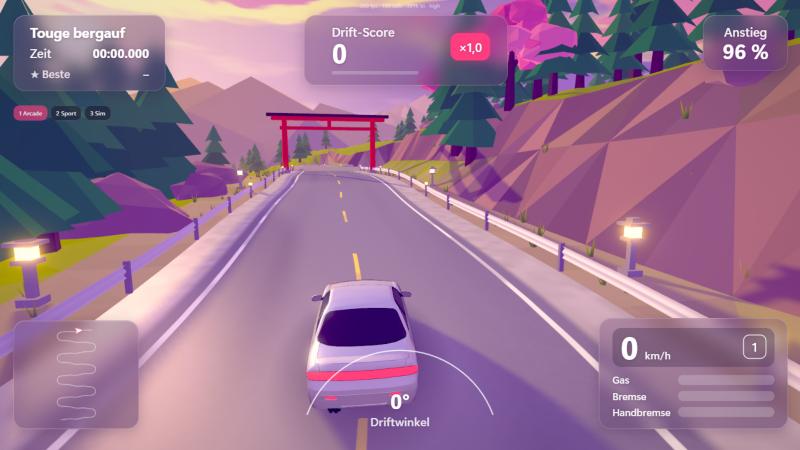 Touge bergauf
Zeit 00:00.000
★ Beste –
1 Arcade 2 Sport 3 Sim
Drift-Score
0
×1,0
Anstieg
96 %
0°
Driftwinkel
0 km/h 1
Gas
Bremse
Handbremse